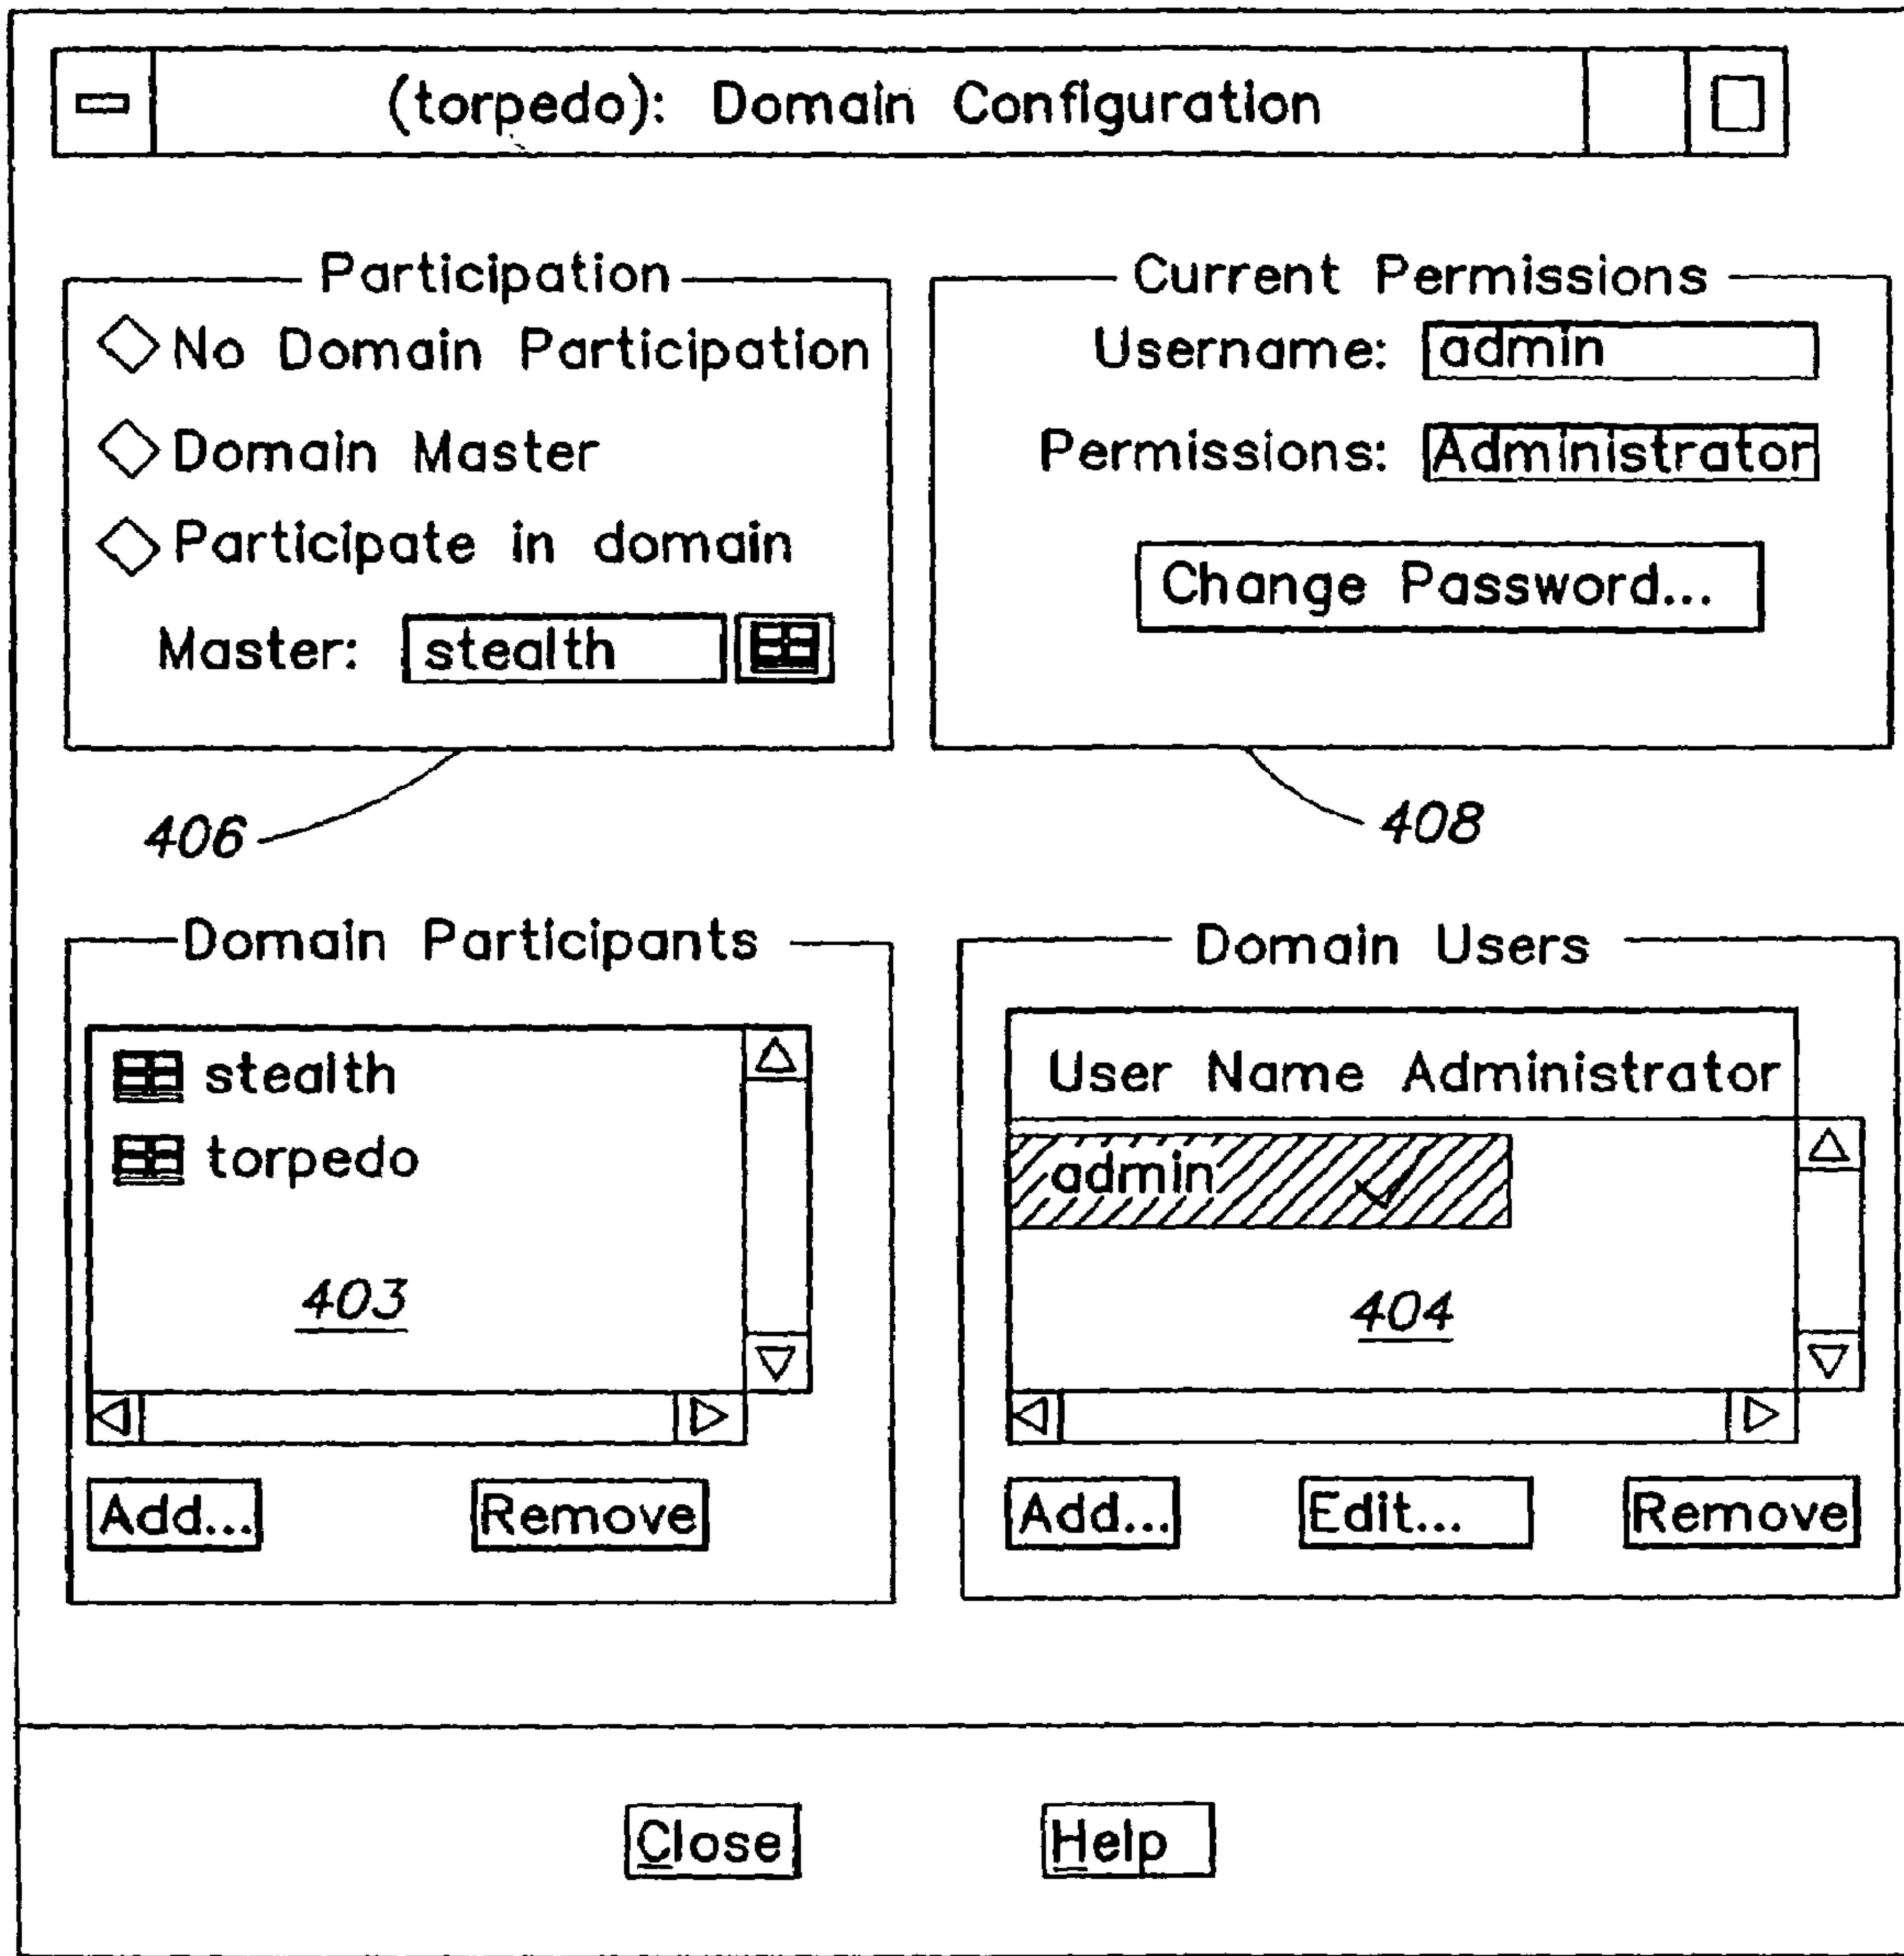 (torpedo): Domain Configuration
Participation
No Domain Participation
Domain Master
Participate in domain
Master: stealth
406
Current Permissions
Username: admin
Permissions: Administrator
Change Password...
408
Domain Participants
stealth
torpedo
403
Add... Remove
Domain Users
User Name Administrator
admin
404
Add... Edit... Remove
Close Help